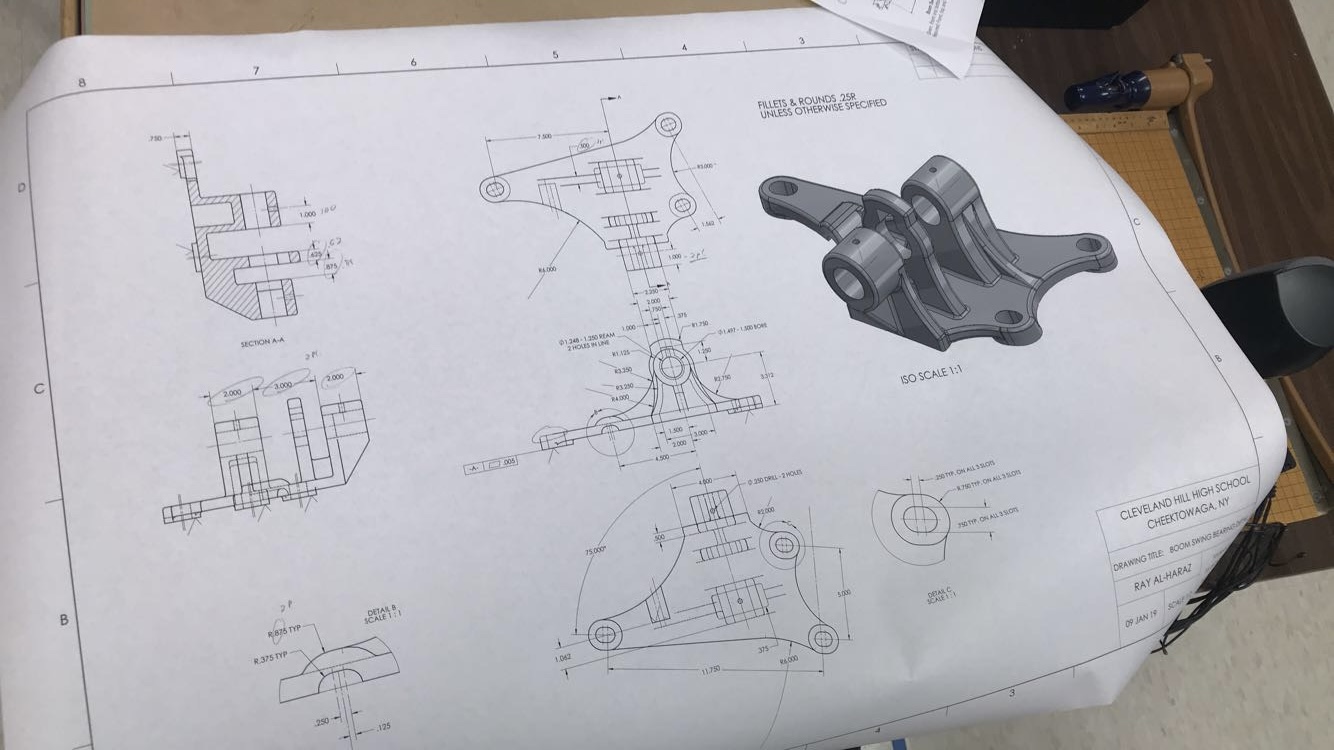 8
7
6
5
4
3
D
C
B
C
B
3
4
.750
1.000
.625
.875
SECTION A-A
A
7.500
.500
R3.000
1.562
1.000
R6.000
A
FILLETS & ROUNDS .25R
UNLESS OTHERWISE SPECIFIED
ISO SCALE 1:1
2.000
3.000
2.000
2.000
.750
.375
1.000
R1.750
Ø1.248 - 1.250 REAM
2 HOLES IN LINE
Ø1.497 - 1.500 BORE
R1.125
1.250
R3.250
R3.250
R4.000
R2.750
3.312
B
1.500
3.000
2.000
4.500
-A-
.005
75.000°
4.000
Ø.250 DRILL - 2 HOLES
R2.000
.500
5.000
1.062
.375
R6.000
11.750
.250 TYP. ON ALL 3 SLOTS
R.750 TYP. ON ALL 3 SLOTS
.750 TYP. ON ALL 3 SLOTS
DETAIL C
SCALE 1:1
DETAIL B
SCALE 1:1
R.875 TYP
R.375 TYP
.250
.125
CLEVELAND HILL HIGH SCHOOL
CHEEKTOWAGA, NY
DRAWING TITLE: BOOM SWING BEARING
RAY AL-HARAZ
09 JAN 19